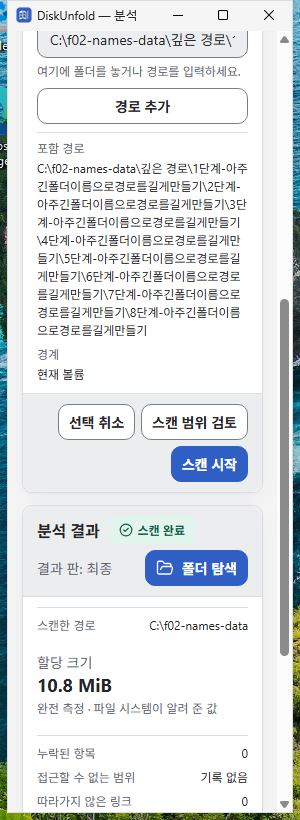 DiskUnfold — 분석
C:\f02-names-data\깊은 경로\
여기에 폴더를 놓거나 경로를 입력하세요.
경로 추가
포함 경로
C:\f02-names-data\깊은 경로\1단계-아주
긴폴더이름으로경로를길게만들기\2단계-
아주긴폴더이름으로경로를길게만들기\3단
계-아주긴폴더이름으로경로를길게만들기
\4단계-아주긴폴더이름으로경로를길게만
들기\5단계-아주긴폴더이름으로경로를길
게만들기\6단계-아주긴폴더이름으로경로
를길게만들기\7단계-아주긴폴더이름으로
경로를길게만들기\8단계-아주긴폴더이름
으로경로를길게만들기
경계
현재 볼륨
선택 취소
스캔 범위 검토
스캔 시작
분석 결과
스캔 완료
결과 판: 최종
폴더 탐색
스캔한 경로
C:\f02-names-data
할당 크기
10.8 MiB
완전 측정 · 파일 시스템이 알려 준 값
누락된 항목
0
접근할 수 없는 범위
기록 없음
따라가지 않은 링크
0